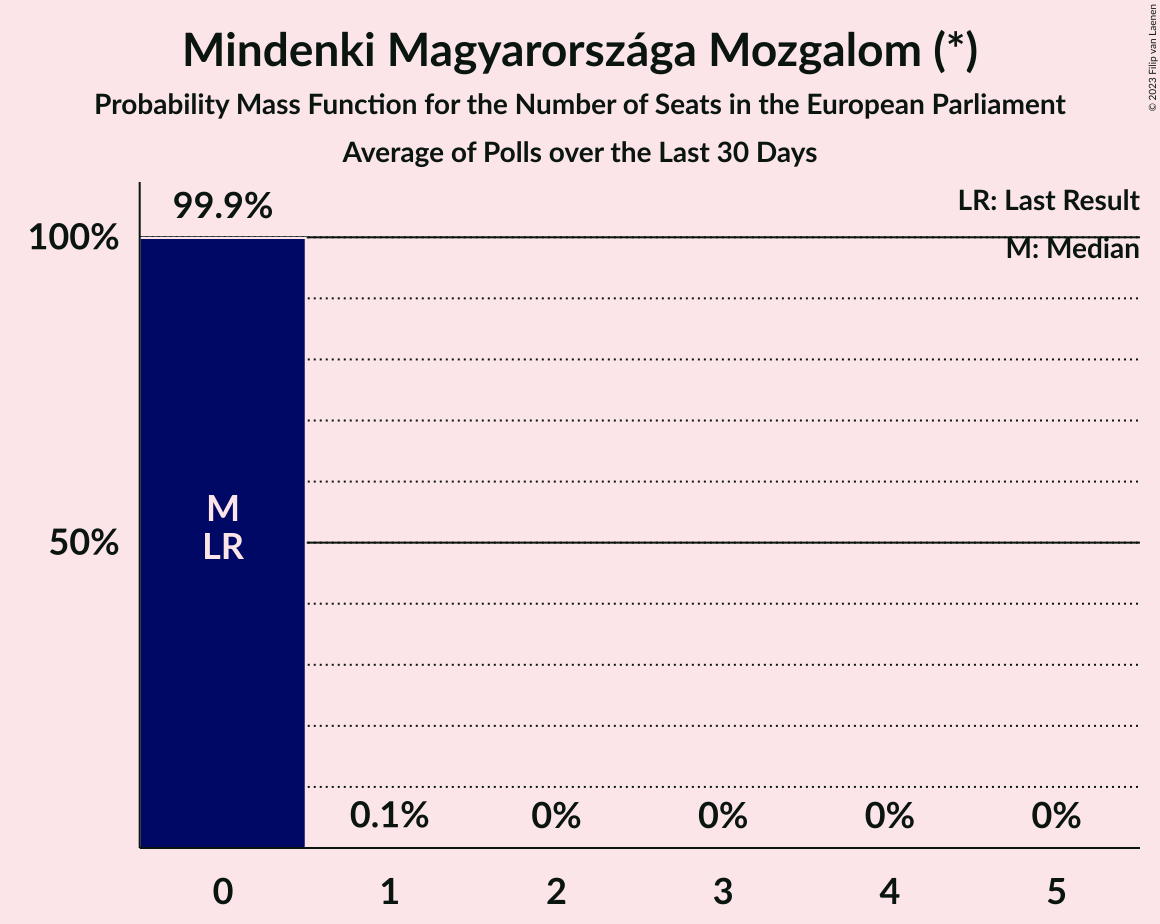 Mindenki Magyarországa Mozgalom (*)
Probability Mass Function for the Number of Seats in the European Parliament
Average of Polls over the Last 30 Days
© 2023 Filip van Laenen
LR: Last Result
M: Median
99.9%
100%
50%
M
LR
0.1%
0%
0%
0%
0%
0
1
2
3
4
5